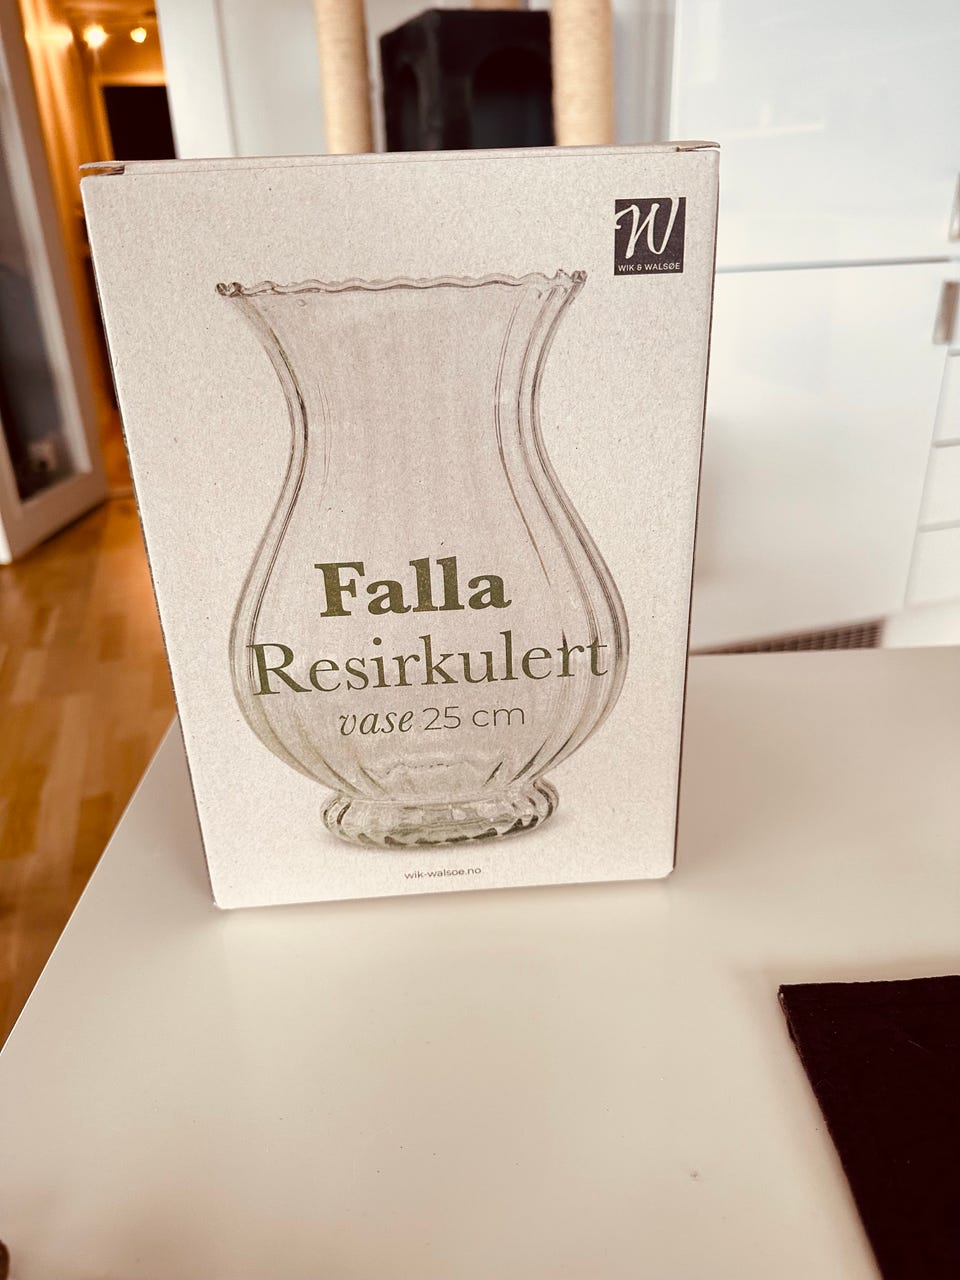 W
WIK & WALSØE
Falla
Resirkulert
vase 25 cm
wik-walsoe.no